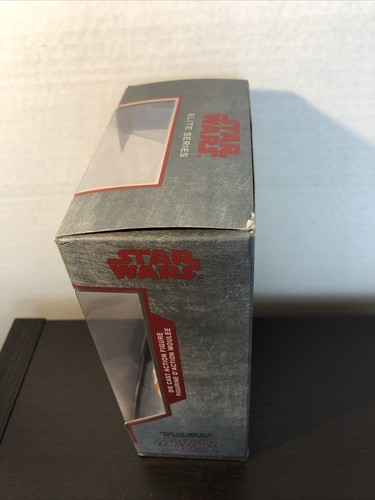 STAR
WARS
ELITE SERIES
STAR
WARS
DIE CAST ACTION FIGURE
FIGURINE D'ACTION MOULÉE